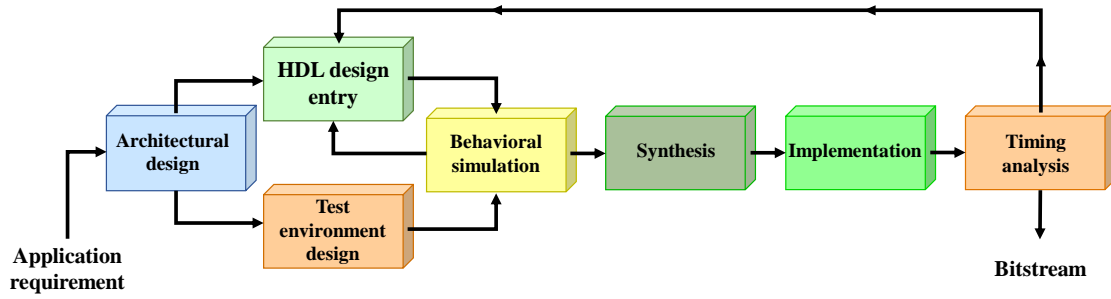 HDL design
entry
Architectural
design
Behavioral
simulation
Synthesis
Implementation
Timing
analysis
Test
environment
design
Application
requirement
Bitstream